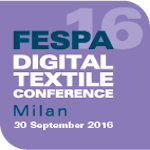 16
FESPA
DIGITAL
TEXTILE
CONFERENCE
Milan
30 September 2016